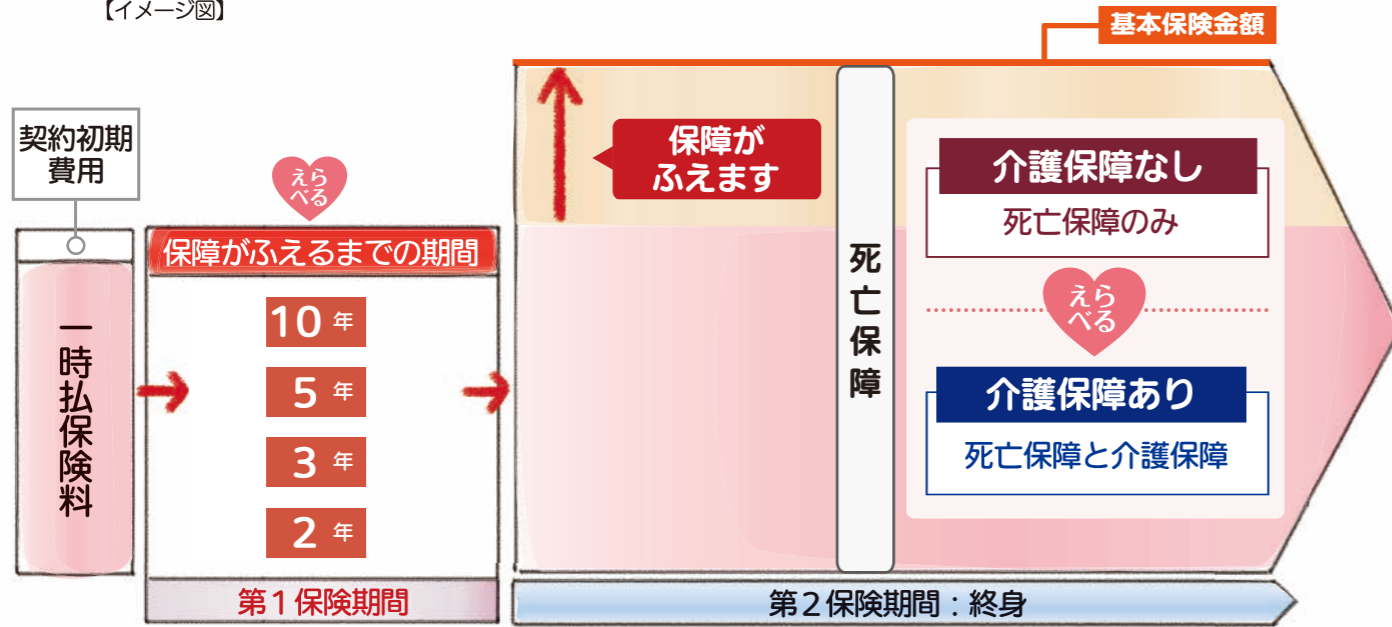 【イメージ図】
基本保険金額
契約初期
費用
えら
べる
保障が
ふえます
保障がふえるまでの期間
一時払保険料
10 年
5 年
3 年
2 年
死亡保障
介護保障なし
死亡保障のみ
えら
べる
介護保障あり
死亡保障と介護保障
第1保険期間
第2保険期間：終身